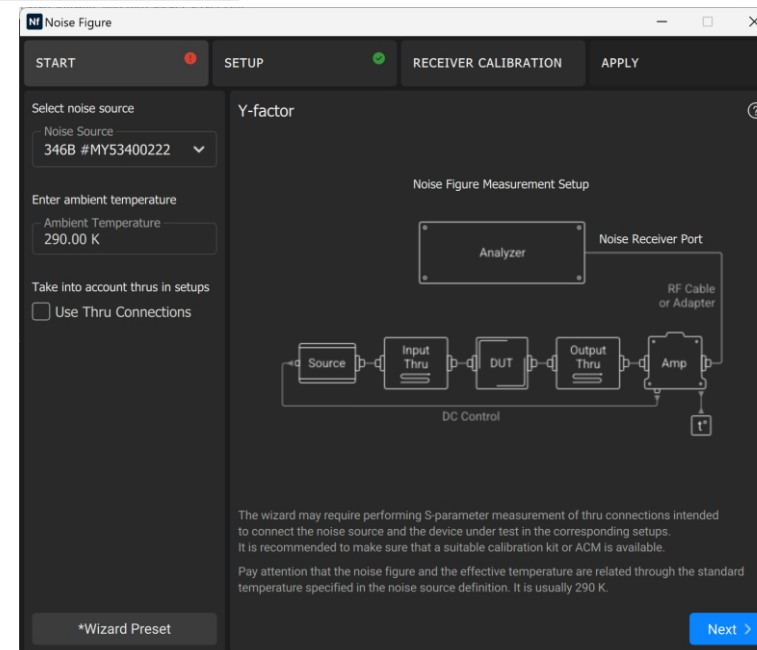 Nf Noise Figure
START
SETUP
RECEIVER CALIBRATION
APPLY
Select noise source
Noise Source
346B #MY53400222
Enter ambient temperature
Ambient Temperature
290.00 K
Take into account thrus in setups
Use Thru Connections
*Wizard Preset
Y-factor
Noise Figure Measurement Setup
Analyzer
Noise Receiver Port
RF Cable
or Adapter
Source
Input
Thru
DUT
Output
Thru
Amp
DC Control
t°
The wizard may require performing S-parameter measurement of thru connections intended
to connect the noise source and the device under test in the corresponding setups.
It is recommended to make sure that a suitable calibration kit or ACM is available.
Pay attention that the noise figure and the effective temperature are related through the standard
temperature specified in the noise source definition. It is usually 290 K.
Next